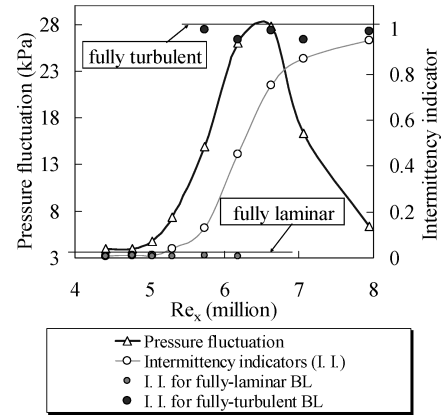 28
23
18
13
8
3
Pressure fluctuation (kPa)
fully turbulent
fully laminar
1
0.8
0.6
0.4
0.2
0
Intermittency indicator
4 5 6 7 8
Reₓ (million)
Pressure fluctuation
Intermittency indicators (I. I.)
I. I. for fully-laminar BL
I. I. for fully-turbulent BL